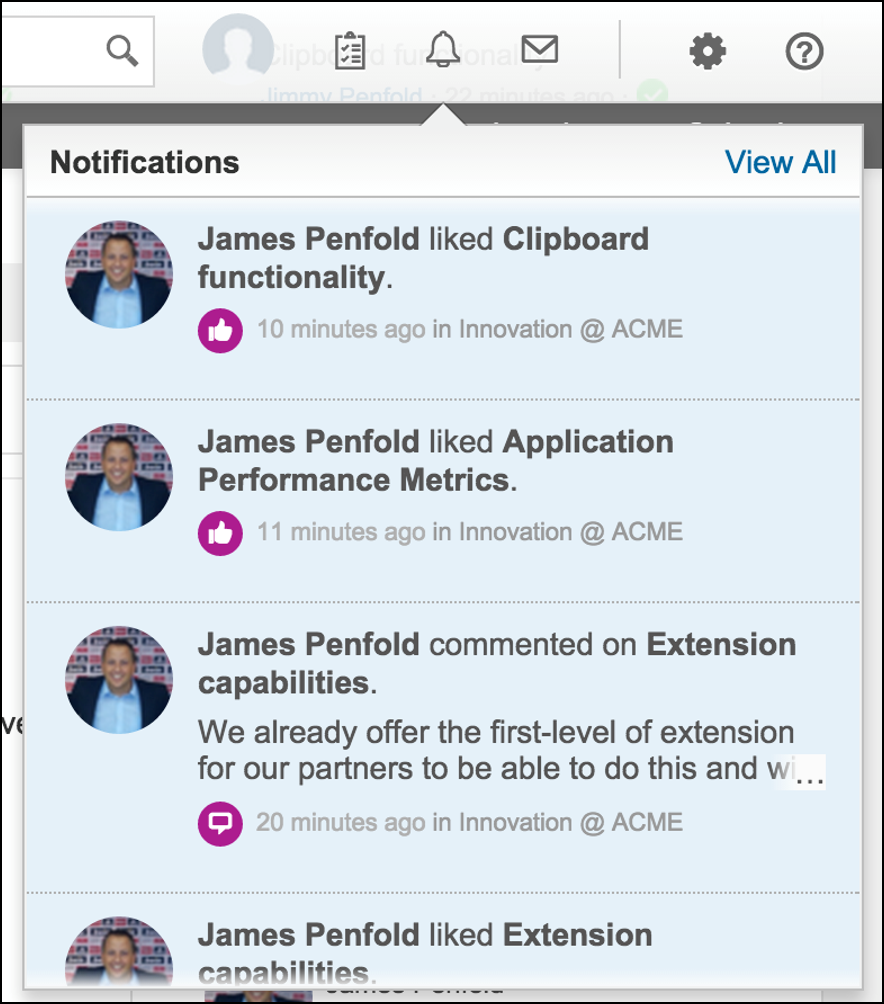 Clipboard functionality
Jimmy Penfold · 22 minutes ago ·
Notifications
View All
James Penfold liked Clipboard
functionality.
10 minutes ago in Innovation @ ACME
James Penfold liked Application
Performance Metrics.
11 minutes ago in Innovation @ ACME
James Penfold commented on Extension
capabilities.
We already offer the first-level of extension
for our partners to be able to do this and wi...
20 minutes ago in Innovation @ ACME
James Penfold liked Extension
capabilities.
James Penfold